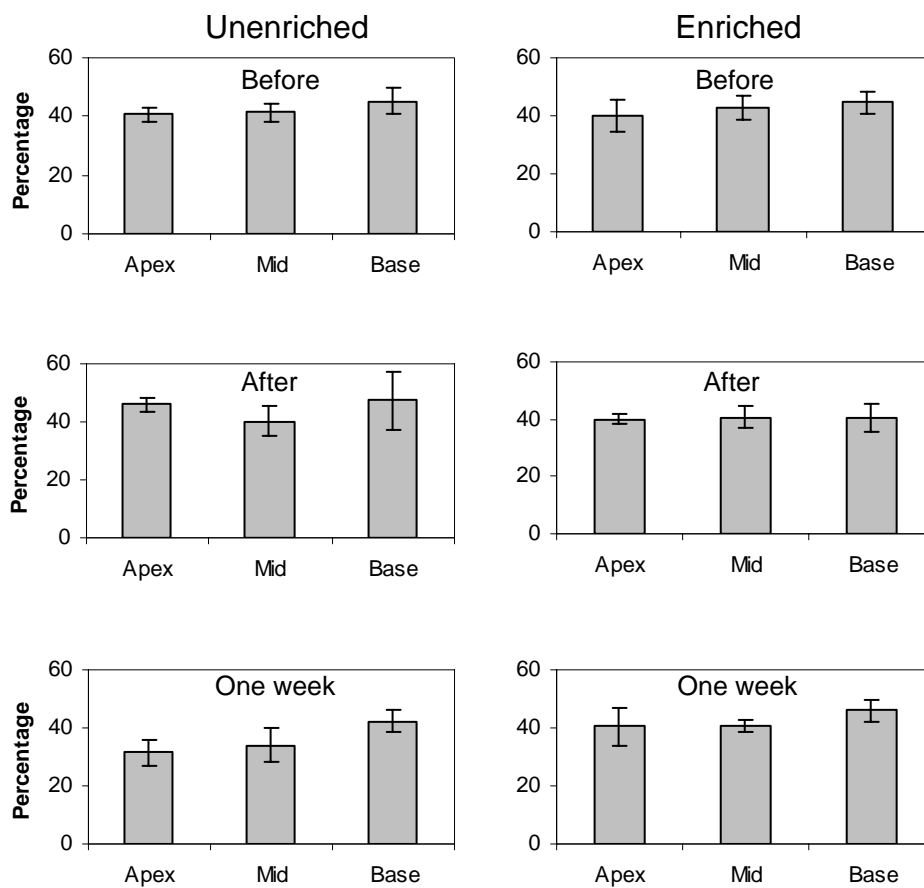 Unenriched Enriched
60 Before 60 Before
40 40
20 20
0 0
Percentage
Apex Mid Base Apex Mid Base
60 After 60 After
40 40
20 20
0 0
Percentage
Apex Mid Base Apex Mid Base
60 One week 60 One week
40 40
20 20
0 0
Percentage
Apex Mid Base Apex Mid Base